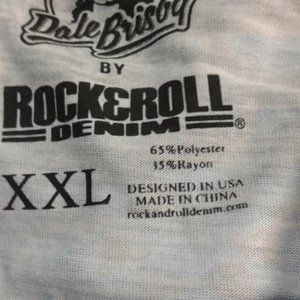 Dale Brisby
BY
ROCK&ROLL
DENIM®
65%Polyester
35%Rayon
XXL
DESIGNED IN USA
MADE IN CHINA
rockandrolldenim.com